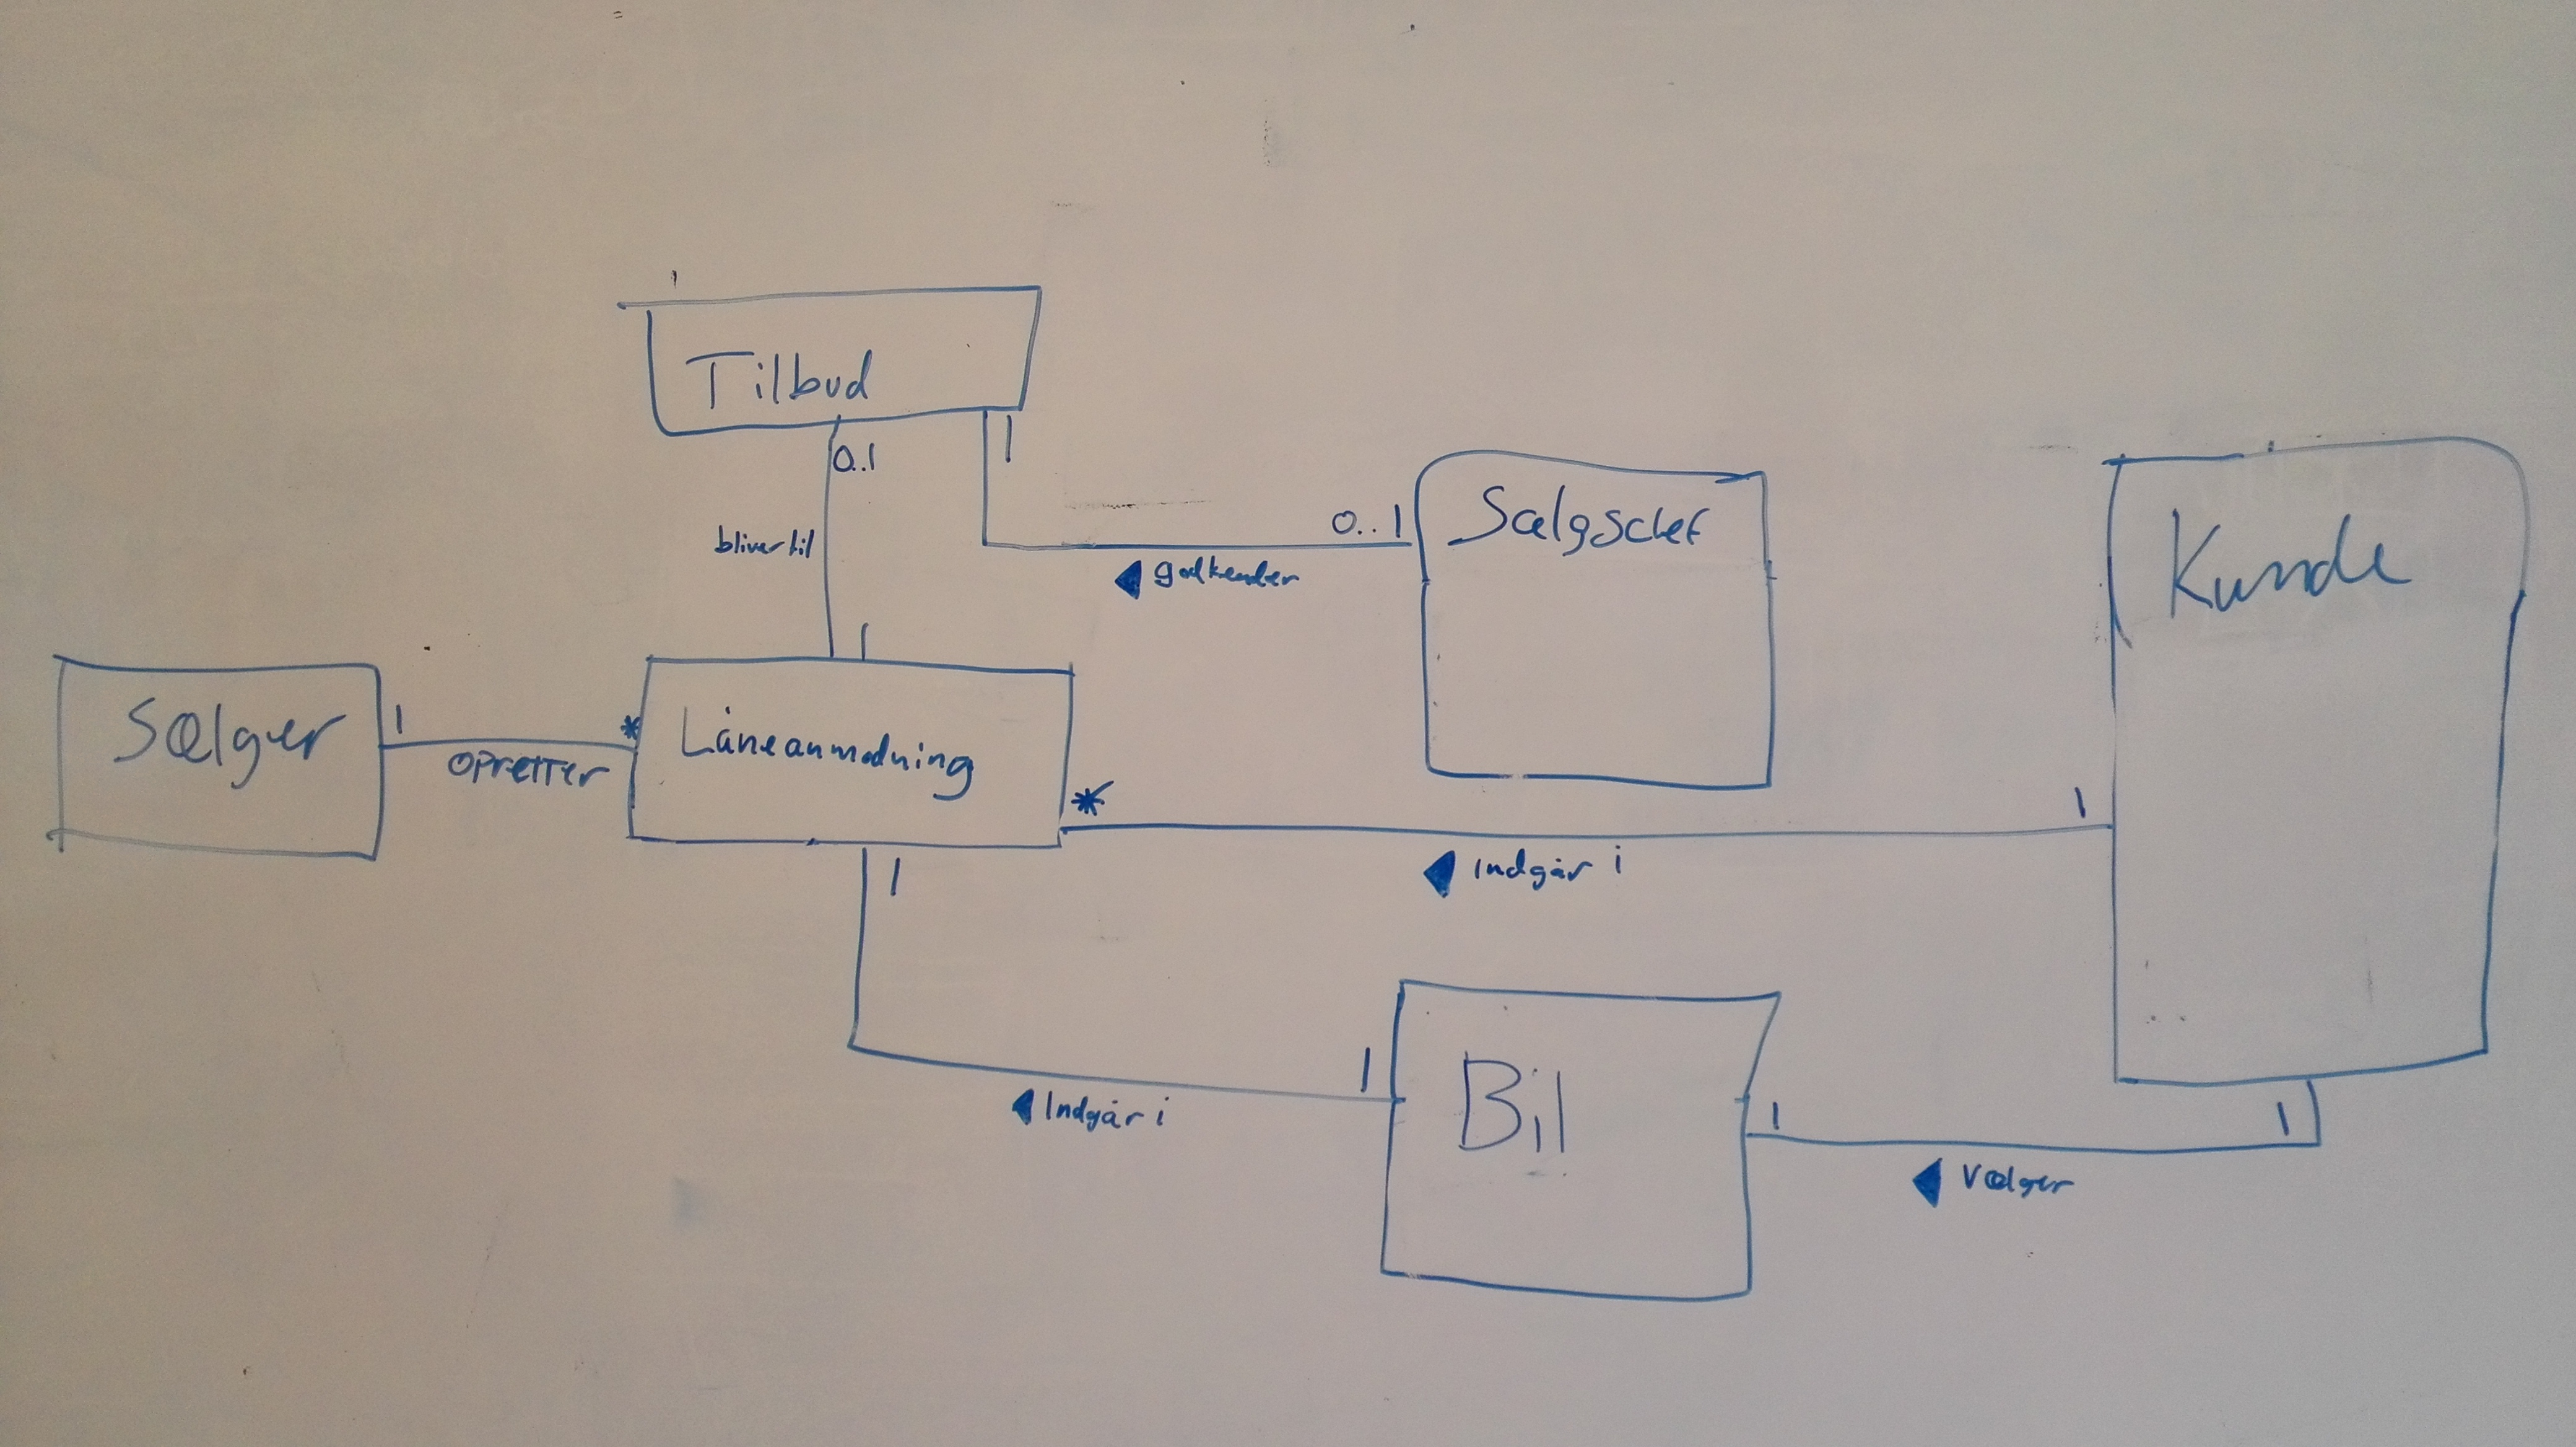 Tilbud
0..1
1
bliver til
0..1
Sælgschef
godkender
Kunde
1
Sælger
1
opretter
*
Låneanmodning
*
1
Indgår i
1
Bil
1
Indgår i
1
1
Vælger